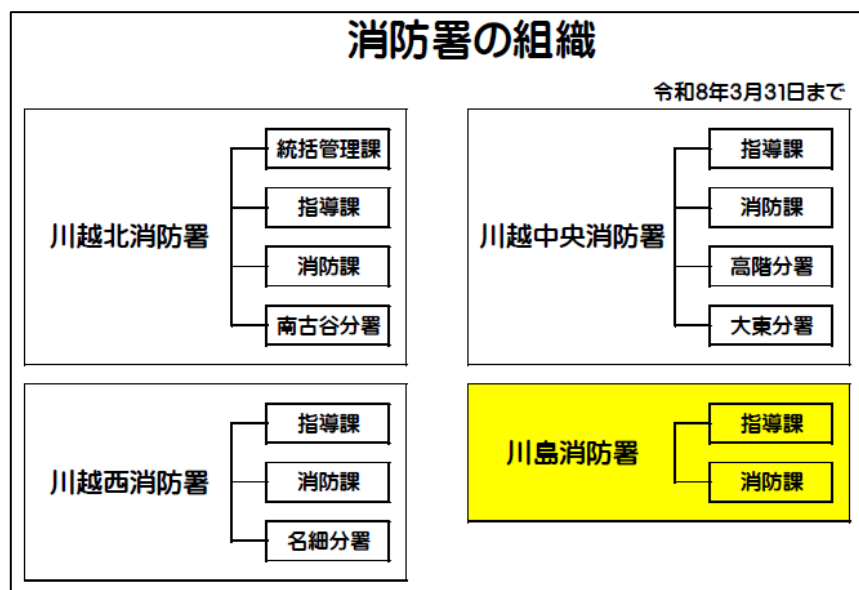 消防署の組織
令和8年3月31日まで
川越北消防署
統括管理課
指導課
消防課
南古谷分署
川越中央消防署
指導課
消防課
高階分署
大東分署
川越西消防署
指導課
消防課
名細分署
川島消防署
指導課
消防課